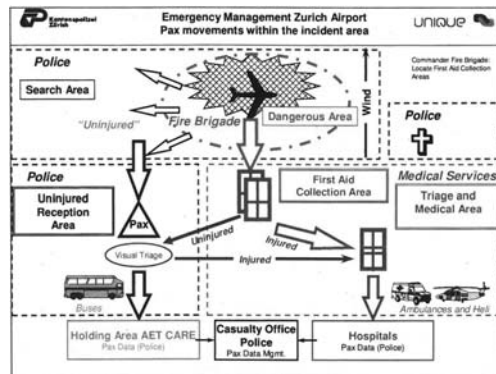 Kantonspolizei
Zürich
Emergency Management Zurich Airport
Pax movements within the incident area
UNIQUE
Commander Fire Brigade:
Locate First Aid Collection
Areas
Police
Search Area
"Uninjured"
Fire Brigade
Dangerous Area
Wind
Police
Police
Uninjured
Reception
Area
Pax
First Aid
Collection Area
Medical Services
Triage and
Medical Area
Uninjured
Injured
Visual Triage
Injured
Buses
Ambulances and Heli
Holding Area AET CARE
Pax Data (Police)
Casualty Office
Police
Pax Data Mgmt.
Hospitals
Pax Data (Police)